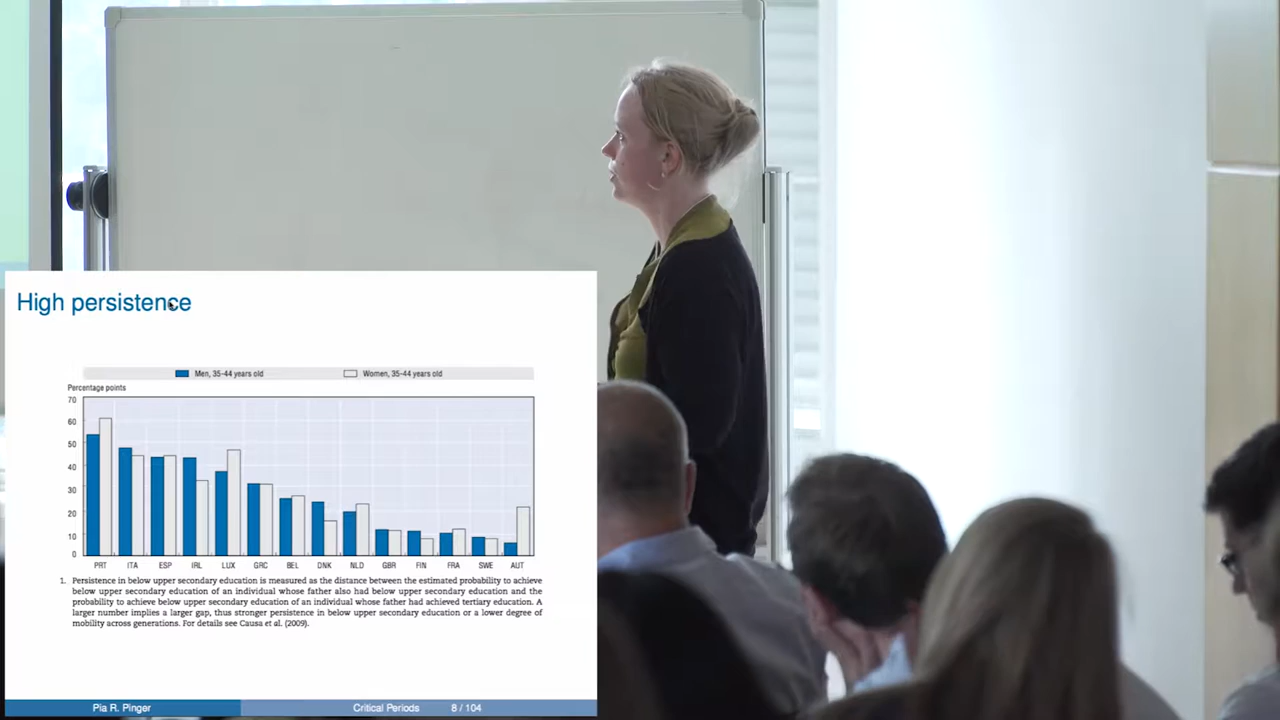 High persistence
Men, 35-44 years old
Women, 35-44 years old
Percentage points
70
60
50
40
30
20
10
0
PRT ITA ESP IRL LUX GRC BEL DNK NLD GBR FIN FRA SWE AUT
1. Persistence in below upper secondary education is measured as the distance between the estimated probability to achieve
below upper secondary education of an individual whose father also had below upper secondary education and the
probability to achieve below upper secondary education of an individual whose father had achieved tertiary education. A
larger number implies a larger gap, thus stronger persistence in below upper secondary education or a lower degree of
mobility across generations. For details see Causa et al. (2009).
Pia R. Pinger
Critical Periods
8 / 104